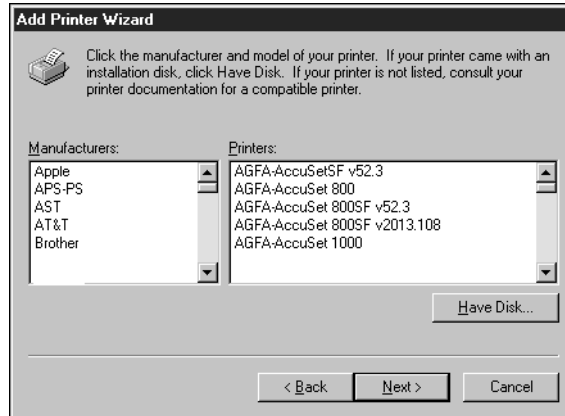 Add Printer Wizard
Click the manufacturer and model of your printer. If your printer came with an
installation disk, click Have Disk. If your printer is not listed, consult your
printer documentation for a compatible printer.
Manufacturers:
Apple
APS-PS
AST
AT&T
Brother
Printers:
AGFA-AccuSetSF v52.3
AGFA-AccuSet 800
AGFA-AccuSet 800SF v52.3
AGFA-AccuSet 800SF v2013.108
AGFA-AccuSet 1000
Have Disk...
< Back
Next >
Cancel